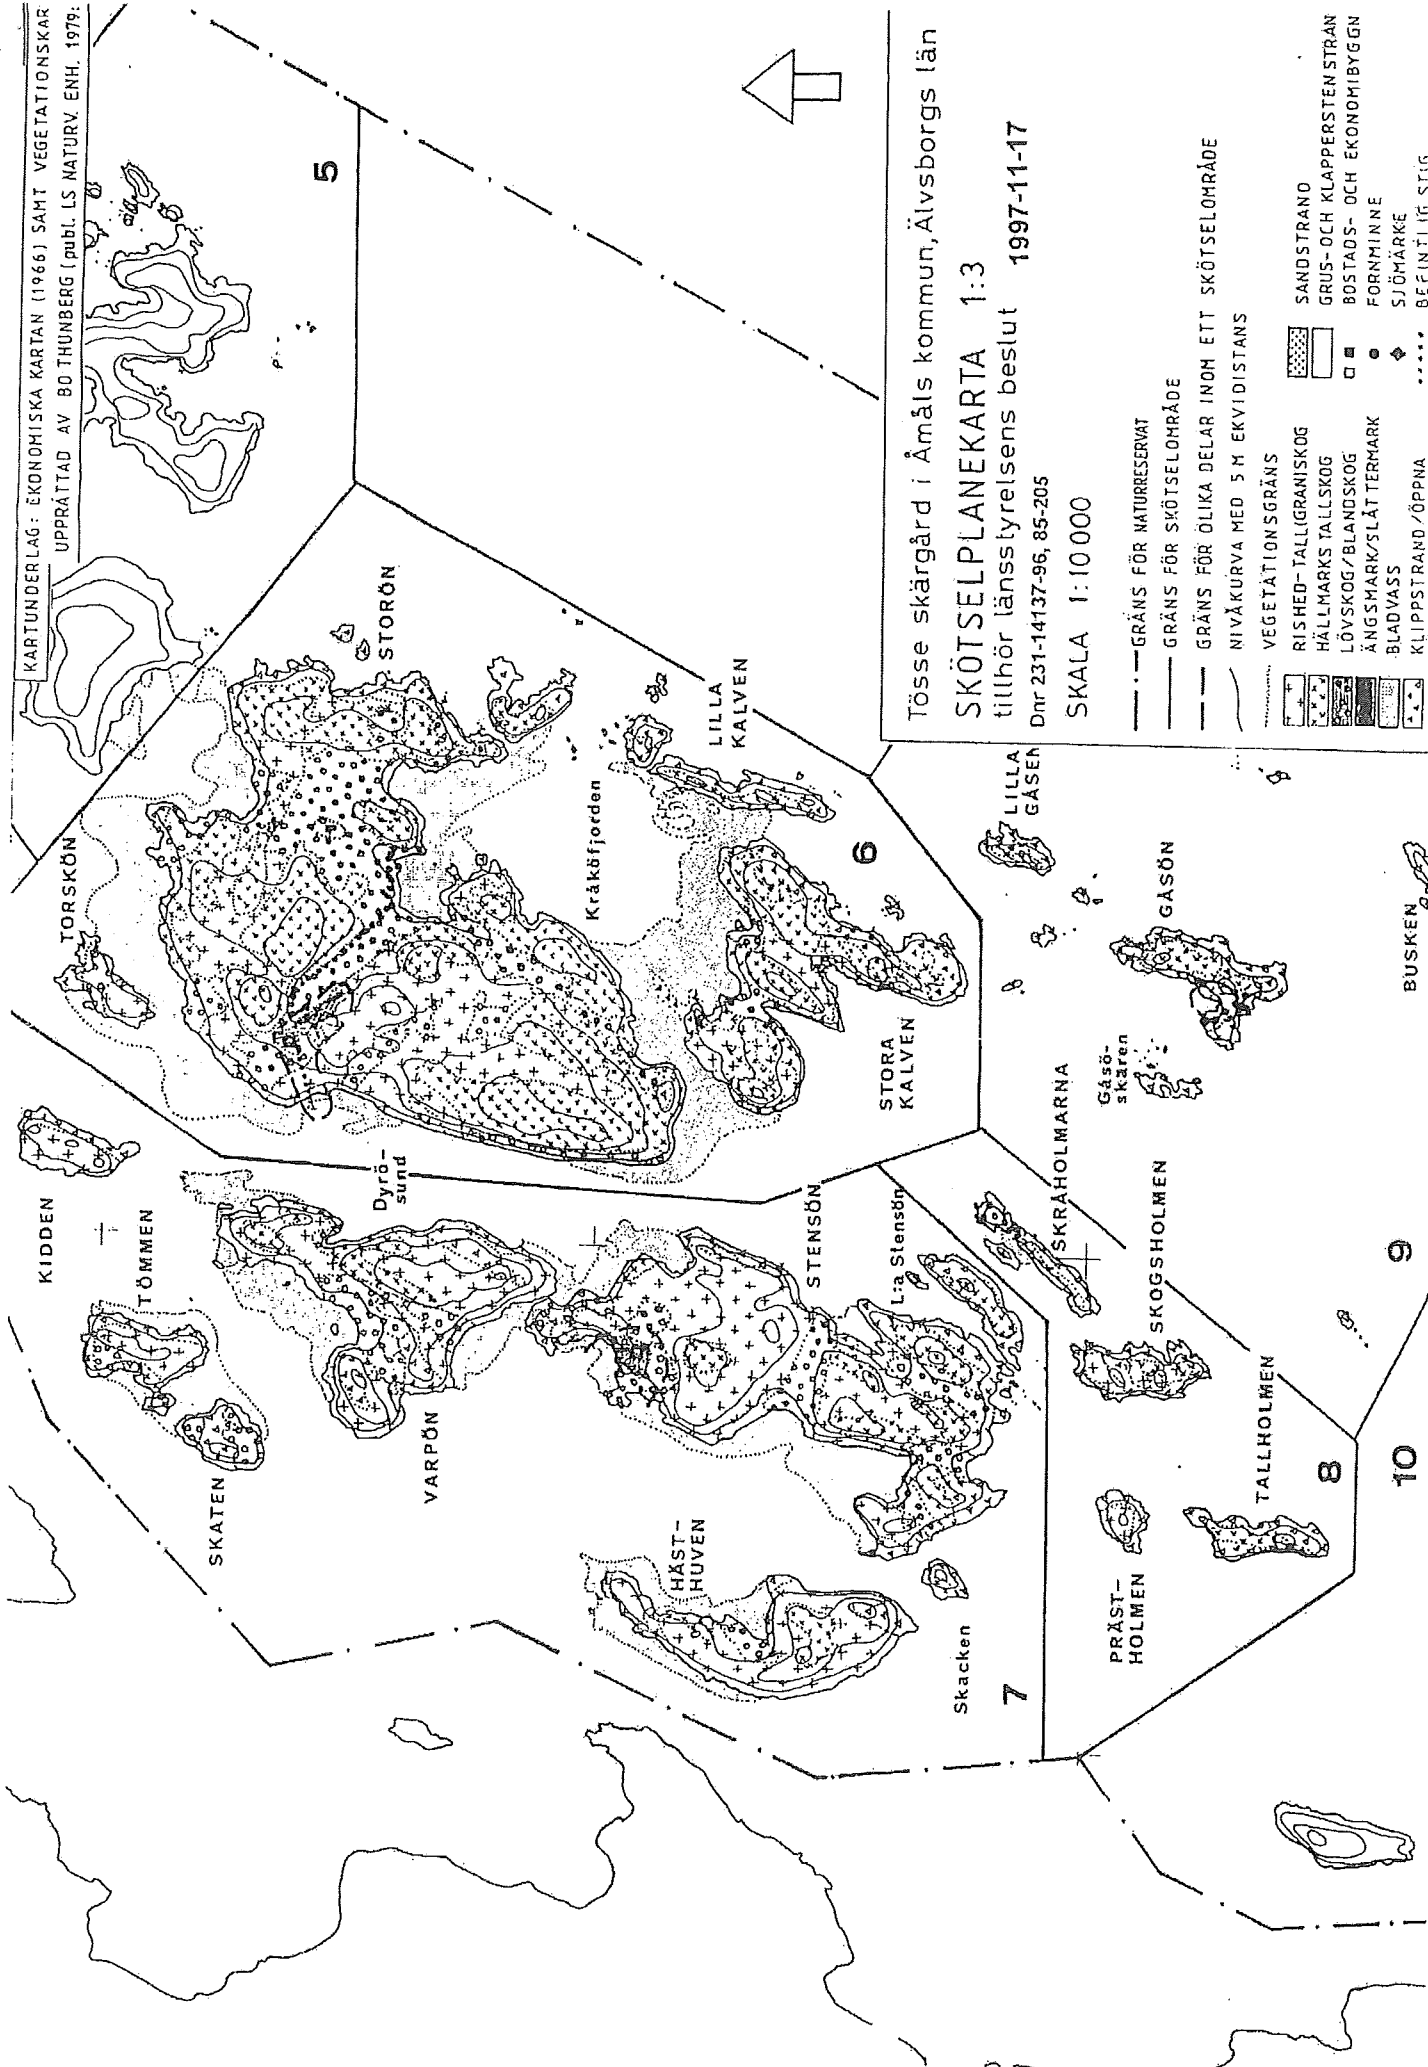 KARTUNDERLAG: EKONOMISKA KARTAN (1966) SAMT VEGETATIONSKAR
UPPRÄTTAD AV BO THUNBERG (publ. LS NATURV. ENH. 1979:
5
TORSKÖN
STORÖN
KIDDEN
TÖMMEN
SKATEN
Dyrö-
sund
VARPÖN
Kråköfjorden
LILLA
KALVEN
6
STORA
KALVEN
HÄST-
HUVEN
STENSÖN
L:a Stensön
Skacken
7
LILLA
GÅSEN
GÅSÖN
Gåsö-
skären
SKRÅHOLMARNA
SKOGSHOLMEN
PRÄST-
HOLMEN
TALLHOLMEN
8
BUSKEN
9
10
Tösse skärgård i Åmåls kommun, Älvsborgs län
SKÖTSELPLANEKARTA 1:3
tillhör länsstyrelsens beslut 1997-11-17
Dnr 231-14137-96, 85-205
SKALA 1:10000
GRÄNS FÖR NATURRESERVAT
GRÄNS FÖR SKÖTSELOMRÅDE
GRÄNS FÖR OLIKA DELAR INOM ETT SKÖTSELOMRÅDE
NIVÅKURVA MED 5 M EKVIDISTANS
VEGETATIONSGRÄNS
RISHED-TALL(GRAN)SKOG
HÄLLMARKSTALLSKOG
LÖVSKOG/BLANDSKOG
ÄNGSMARK/SLÅTTERMARK
BLADVASS
KLIPPSTRAND/ÖPPNA
SANDSTRAND
GRUS- OCH KLAPPERSTENSTRÄN
BOSTADS- OCH EKONOMIBYGGN
FORNMINNE
SJÖMÄRKE
BEFINTLIG STIG